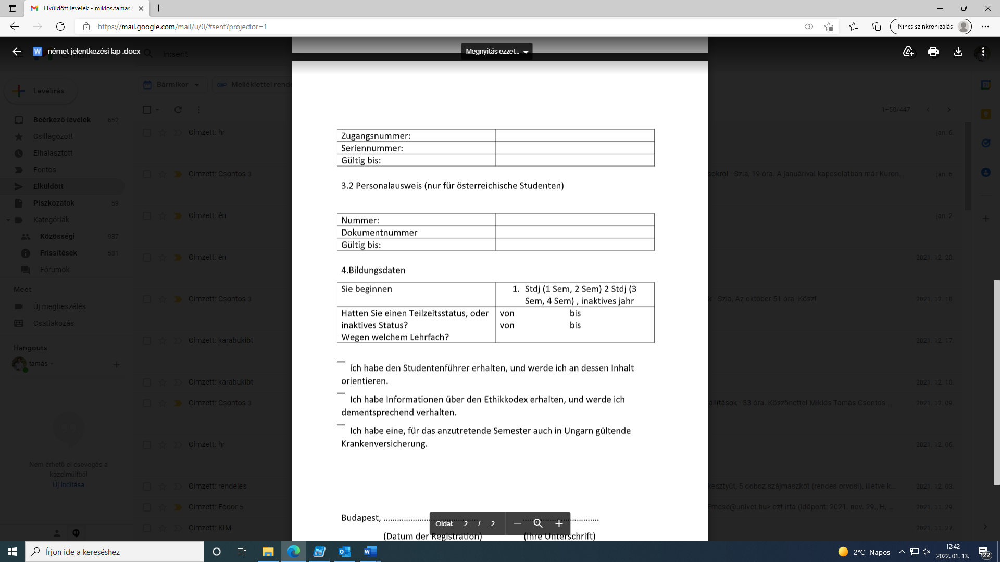 Elküldött levelek - miklos.tamas7
https://mail.google.com/mail/u/0/#sent?projector=1
Nincs szinkronizálás
W német jelentkezési lap .docx
in:sent
Megnyitás ezzel...
Levélírás
Bármikor
Melléklettel rende
1–50/447
Beérkező levelek 652
Csillagozott
Elhalasztott
Fontos
Elküldött
Piszkozatok 59
Kategóriák
Közösségi 987
Frissítések 581
Fórumok
Meet
Új megbeszélés
Csatlakozás
Hangouts
tamás
Nem érhető el csevegés a
közelmúltból
Új indítása
Címzett: hr jan. 6.
Címzett: Csontos 3 sokról - Szia, 19 óra. A januárival kapcsolatban már Kuron... jan. 6.
Címzett: én jan. 2.
Címzett: én 2021. 12. 20.
Címzett: Csontos 3 k - Szia, Az október 51 óra. Köszi 2021. 12. 18.
Címzett: karabukibt 2021. 12. 17.
Címzett: karabukibt 2021. 12. 10.
Címzett: Csontos 3 állítások - 33 óra. Köszönettel Miklós Tamàs Csontos ... 2021. 12. 09.
Címzett: hr 2021. 12. 06.
Címzett: rendeles kesztyűt, 5 doboz szájmaszkot (rendes orvosi), illetve k... 2021. 12. 03.
Címzett: Fodor 5 Emese@univet.hu> ezt írta (időpont: 2021. nov. 29., H, ... 2021. 11. 29.
Címzett: KIM 2021. 11. 27.
Zugangsnummer:
Seriennummer:
Gültig bis:
3.2 Personalausweis (nur für österreichische Studenten)
Nummer:
Dokumentnummer
Gültig bis:
4.Bildungsdaten
Sie beginnen
1. Stdj (1 Sem, 2 Sem) 2 Stdj (3
Sem, 4 Sem) , inaktives jahr
Hatten Sie einen Teilzeitsstatus, oder
inaktives Status?
Wegen welchem Lehrfach?
von bis
von bis
ích habe den Studentenführer erhalten, und werde ich an dessen Inhalt
orientieren.
Ich habe Informationen über den Ethikkodex erhalten, und werde ich
dementsprechend verhalten.
Ich habe eine, für das anzutretende Semester auch in Ungarn gültende
Krankenversicherung.
Budapest, ........................................ ..................................
(Datum der Registration) (Ihre Unterschrift)
Oldal: 2 / 2
Írjon ide a kereséshez
2°C Napos
12:42
2022. 01. 13.
22